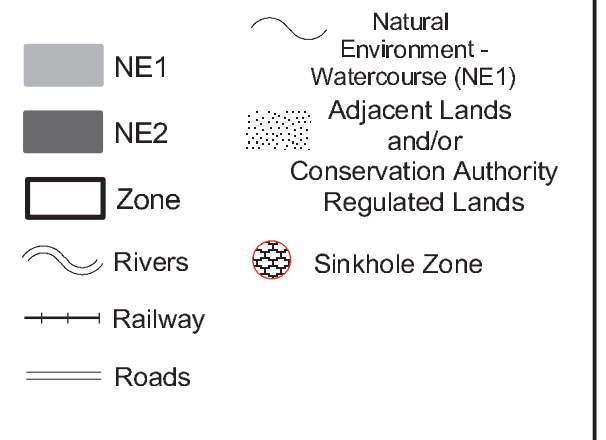 NE1
NE2
Zone
Rivers
Railway
Roads
Natural
Environment -
Watercourse (NE1)
Adjacent Lands
and/or
Conservation Authority
Regulated Lands
Sinkhole Zone